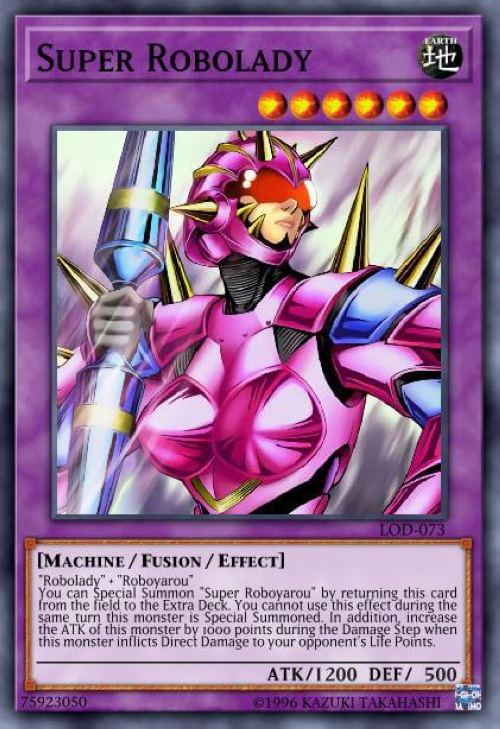 Super Robolady
EARTH
地
LOD-073
[Machine / Fusion / Effect]
"Robolady" + "Roboyarou"
You can Special Summon "Super Roboyarou" by returning this card
from the field to the Extra Deck. You cannot use this effect during the
same turn this monster is Special Summoned. In addition, increase
the ATK of this monster by 1000 points during the Damage Step when
this monster inflicts Direct Damage to your opponent's Life Points.
ATK/1200 DEF/ 500
75923050
©1996 KAZUKI TAKAHASHI